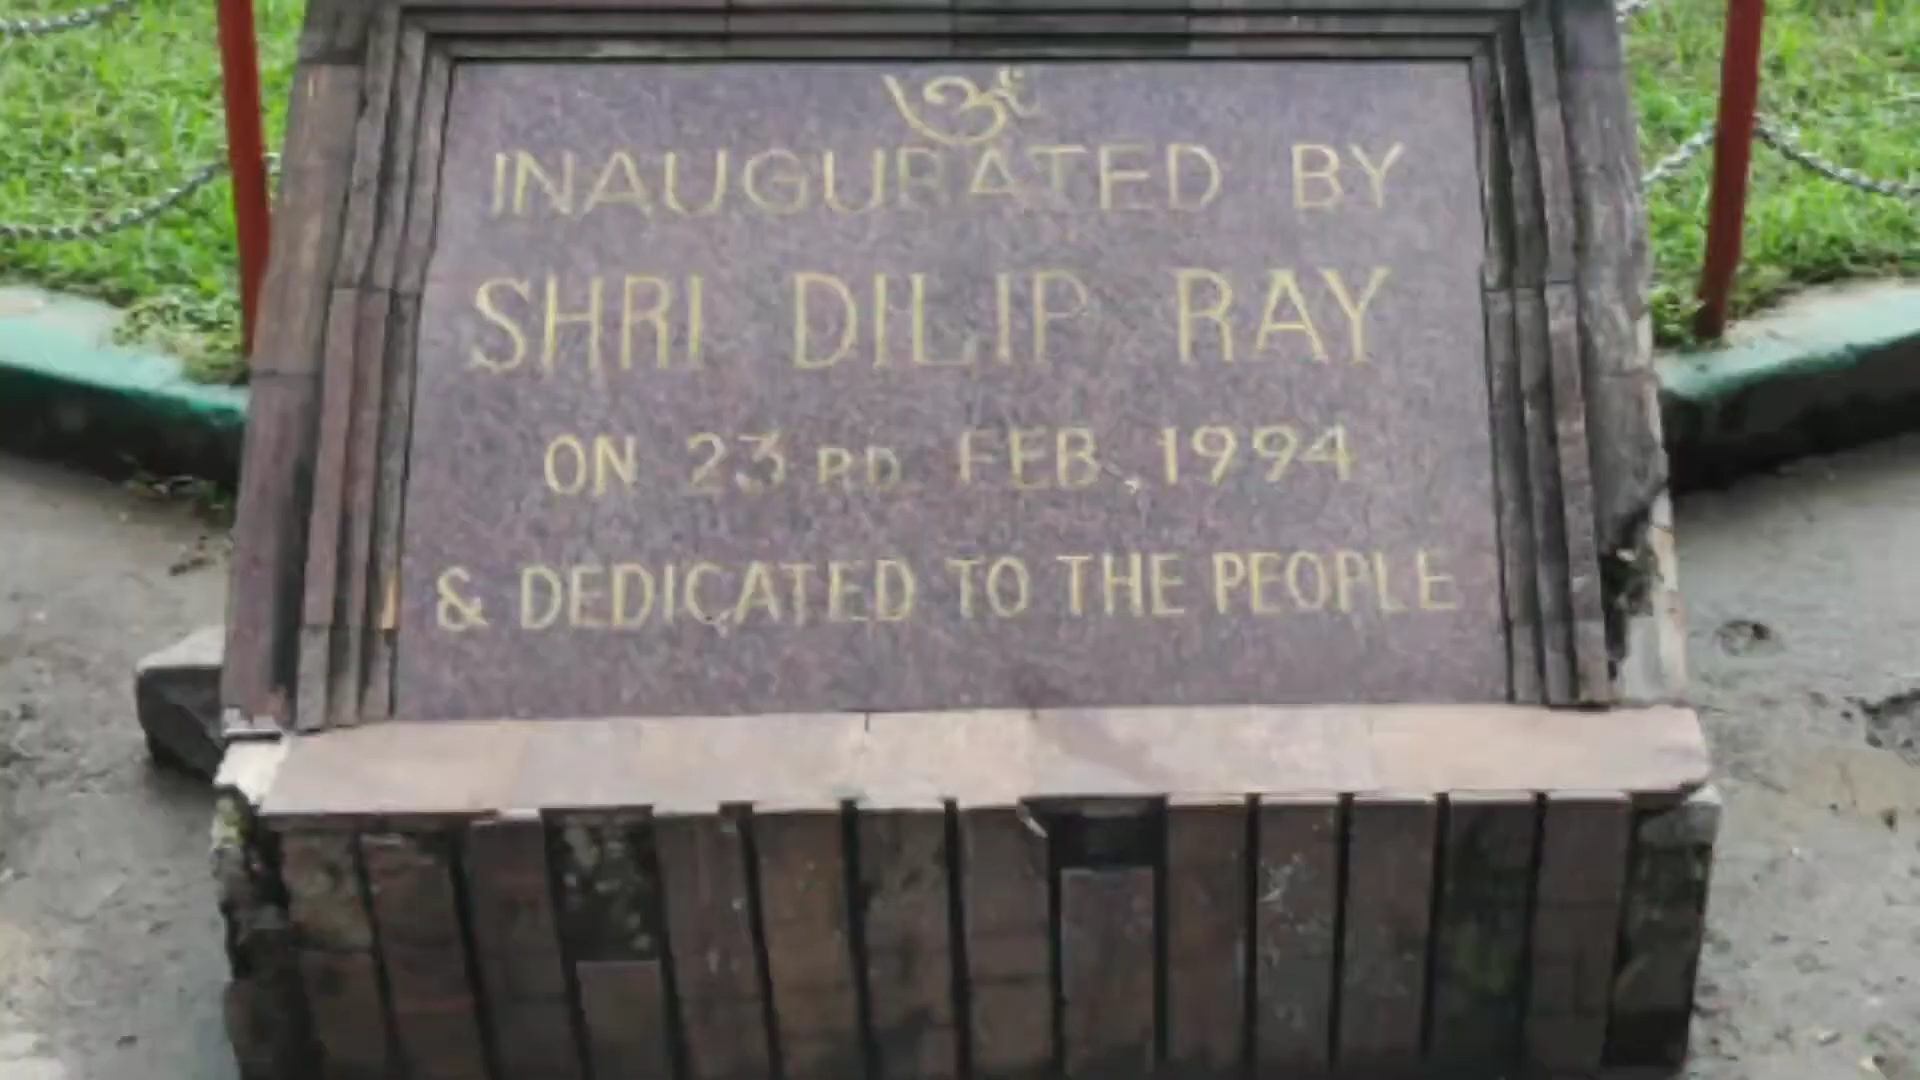 ॐ
INAUGURATED BY
SHRI DILIP RAY
ON 23RD FEB, 1994
& DEDICATED TO THE PEOPLE